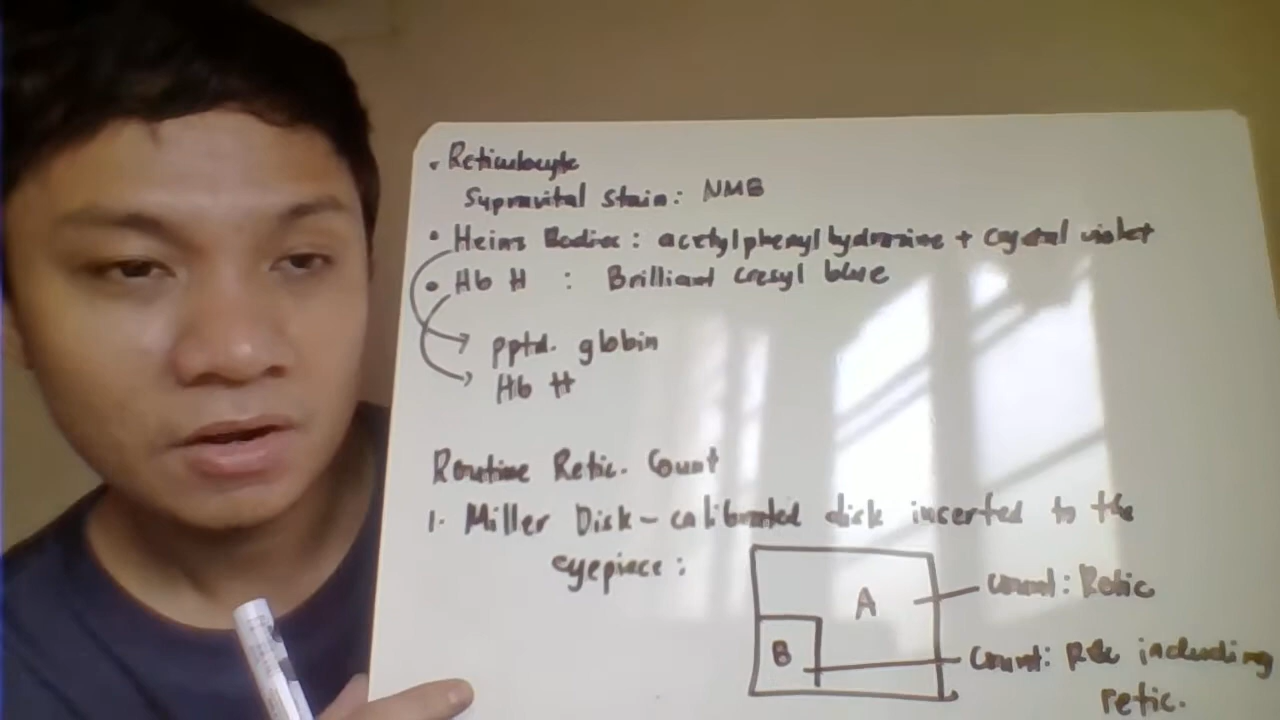 • Reticulocyte
Supravital Stain: NMB
• Heinz Bodies: acetylphenylhydrazine + Crystal violet
• Hb H : Brilliant cresyl blue
pptd. globin
Hb H
Routine Retic. Count
1. Miller Disk - calibrated disk inserted to the
eyepiece:
A
count: Retic
B
count: RBC including
retic.